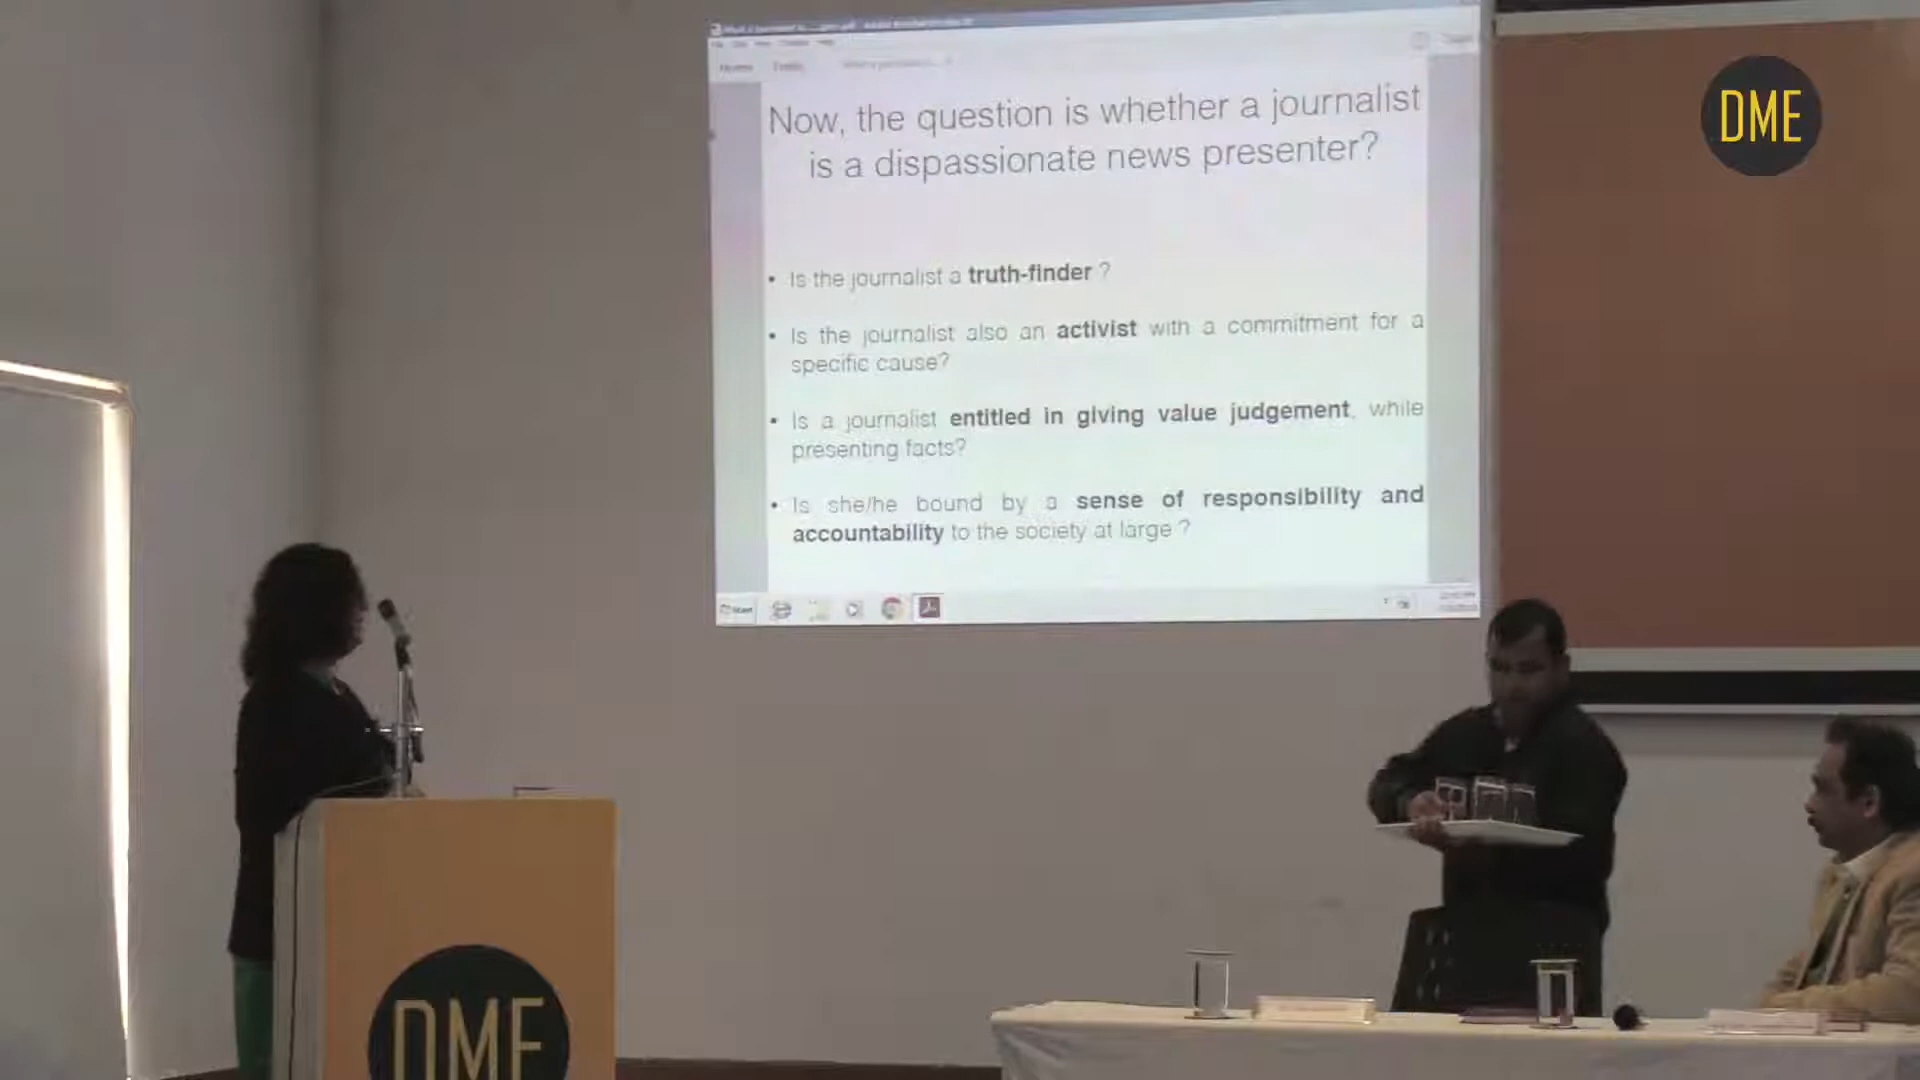 DME
Now, the question is whether a journalist
is a dispassionate news presenter?
• Is the journalist a truth-finder ?
• Is the journalist also an activist with a commitment for a
specific cause?
• Is a journalist entitled in giving value judgement, while
presenting facts?
• Is she/he bound by a sense of responsibility and
accountability to the society at large ?
Start
DME